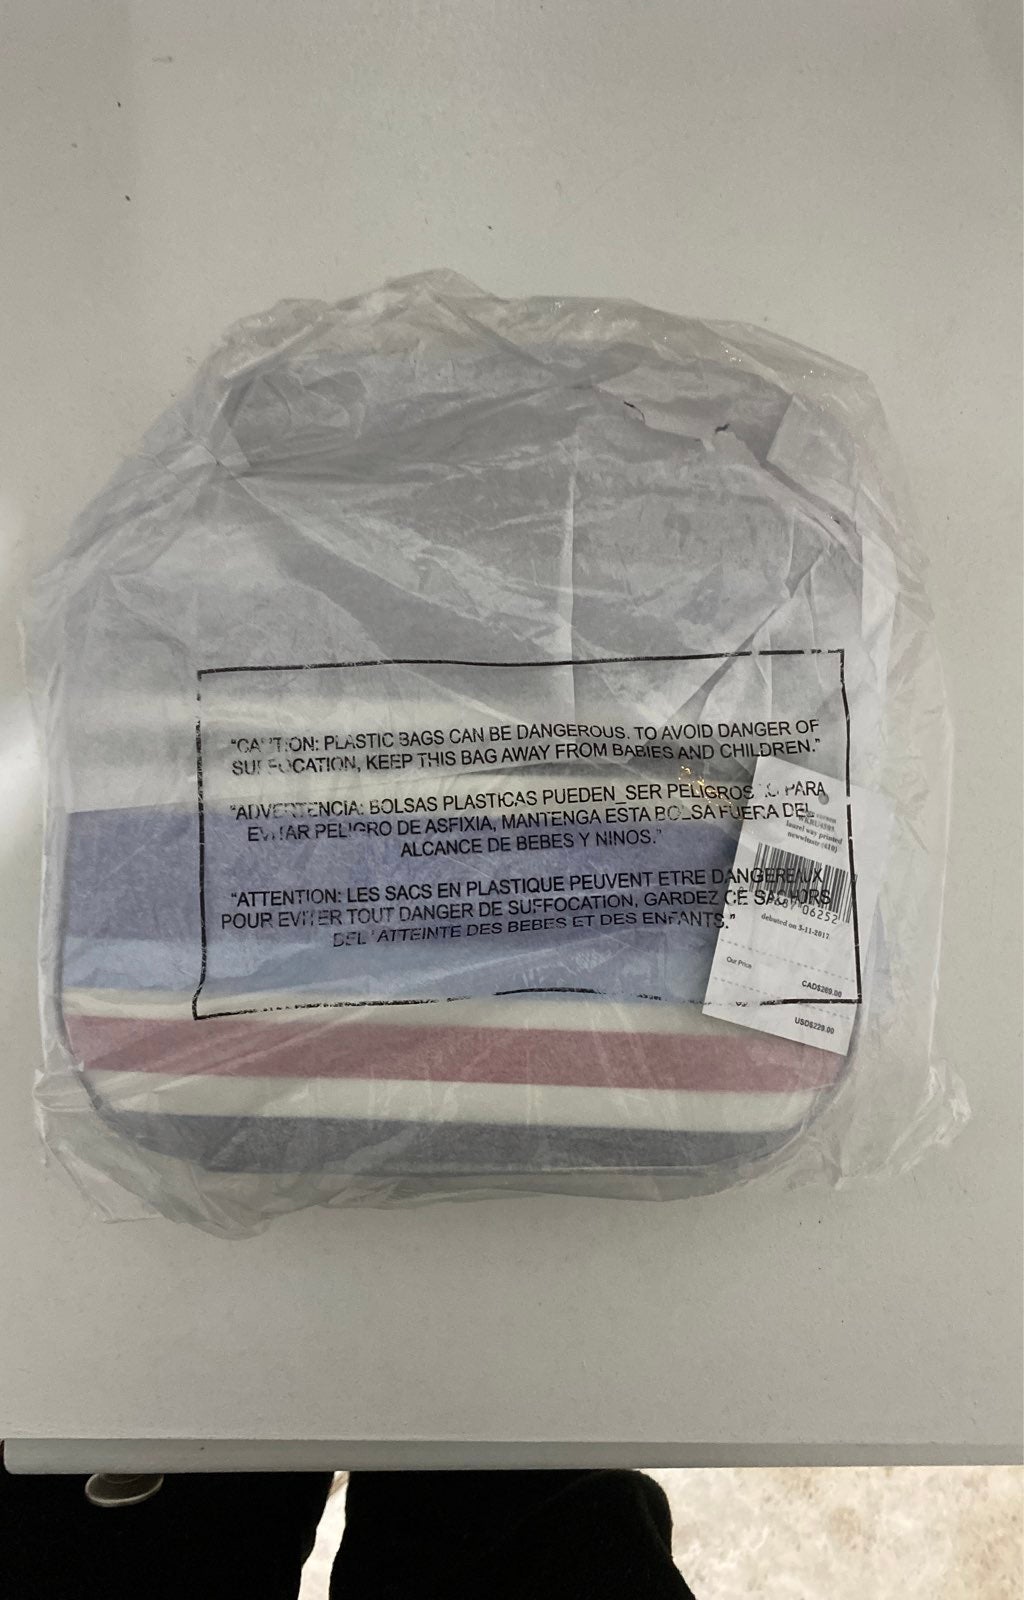 "CAUTION: PLASTIC BAGS CAN BE DANGEROUS. TO AVOID DANGER OF
SUFFOCATION, KEEP THIS BAG AWAY FROM BABIES AND CHILDREN."
"ADVERTENCIA: BOLSAS PLASTICAS PUEDEN SER PELIGROSAS PARA
EVITAR PELIGRO DE ASFIXIA, MANTENGA ESTA BOLSA FUERA DEL
ALCANCE DE BEBES Y NINOS."
"ATTENTION: LES SACS EN PLASTIQUE PEUVENT ETRE DANGEREAUX
POUR EVITER TOUT DANGER DE SUFFOCATION, GARDEZ CE SAC HORS
DEL'ATTEINTE DES BEBES ET DES ENFANTS."
laurel way printed
06252
debuted on 3-11-2017
Our Price
CAD$269.00
USD$229.00